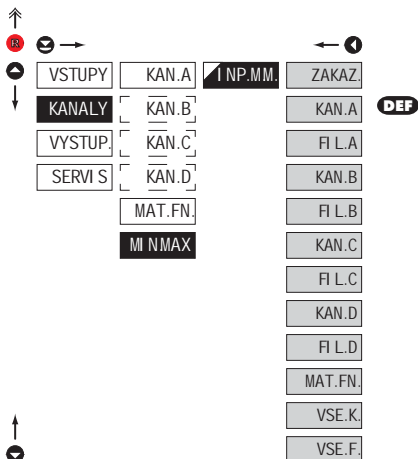 R
VSTUPY KAN.A INP.MM. ZAKAZ.
KANALY KAN.B KAN.A DEF
VYSTUP. KAN.C FIL.A
SERVIS KAN.D KAN.B
MAT.FN. FIL.B
MINMAX KAN.C
FIL.C
KAN.D
FIL.D
MAT.FN.
VSE.K.
VSE.F.